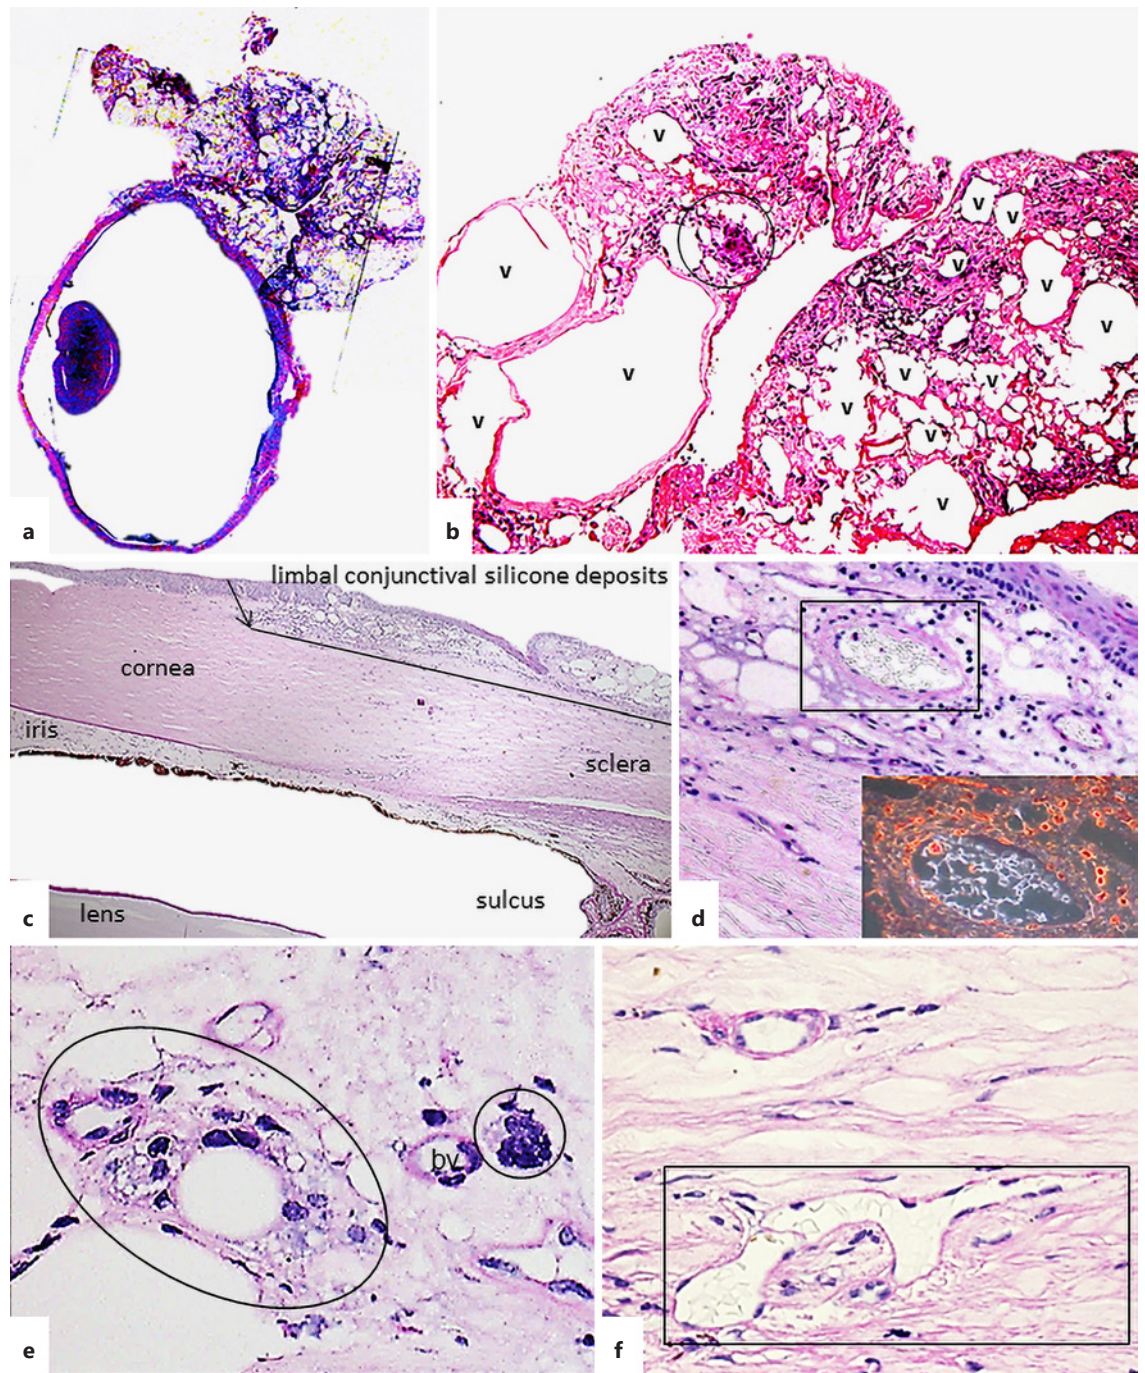 a
v
v
v
v
v
v
v
v
v
v
v
v
v
v
b
limbal conjunctival silicone deposits
cornea
iris
sclera
sulcus
lens
c
d
bv
e
f